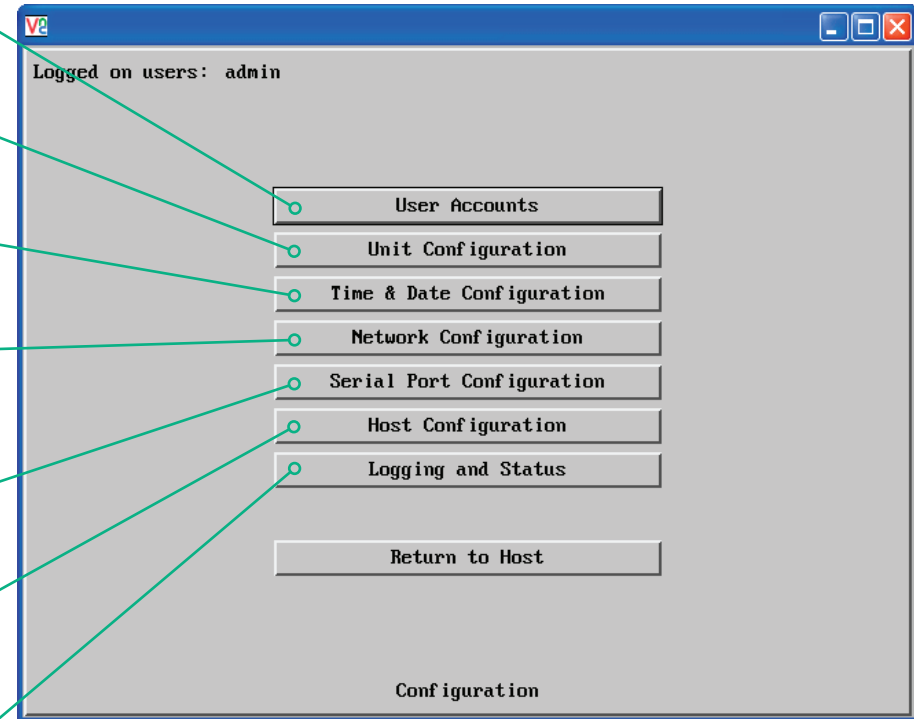 V2
Logged on users: admin
User Accounts
Unit Configuration
Time & Date Configuration
Network Configuration
Serial Port Configuration
Host Configuration
Logging and Status
Return to Host
Configuration